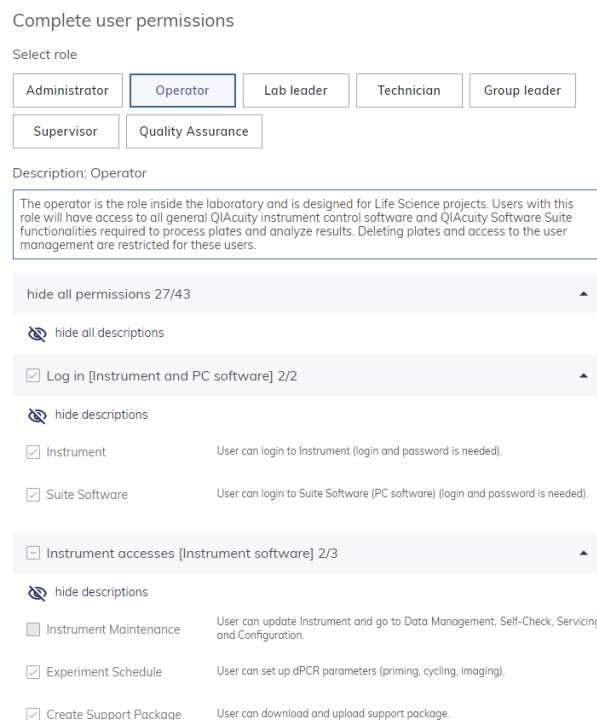 Complete user permissions
Select role
Administrator Operator Lab leader Technician Group leader
Supervisor Quality Assurance
Description: Operator
The operator is the role inside the laboratory and is designed for Life Science projects. Users with this
role will have access to all general QIAcuity instrument control software and QIAcuity Software Suite
functionalities required to process plates and analyze results. Deleting plates and access to the user
management are restricted for these users.
hide all permissions 27/43
hide all descriptions
Log in [Instrument and PC software] 2/2
hide descriptions
Instrument User can login to Instrument (login and password is needed).
Suite Software User can login to Suite Software (PC software) (login and password is needed).
Instrument accesses [Instrument software] 2/3
hide descriptions
Instrument Maintenance User can update Instrument and go to Data Management, Self-Check, Servicing
and Configuration.
Experiment Schedule User can set up dPCR parameters (priming, cycling, imaging).
Create Support Package User can download and upload support package.